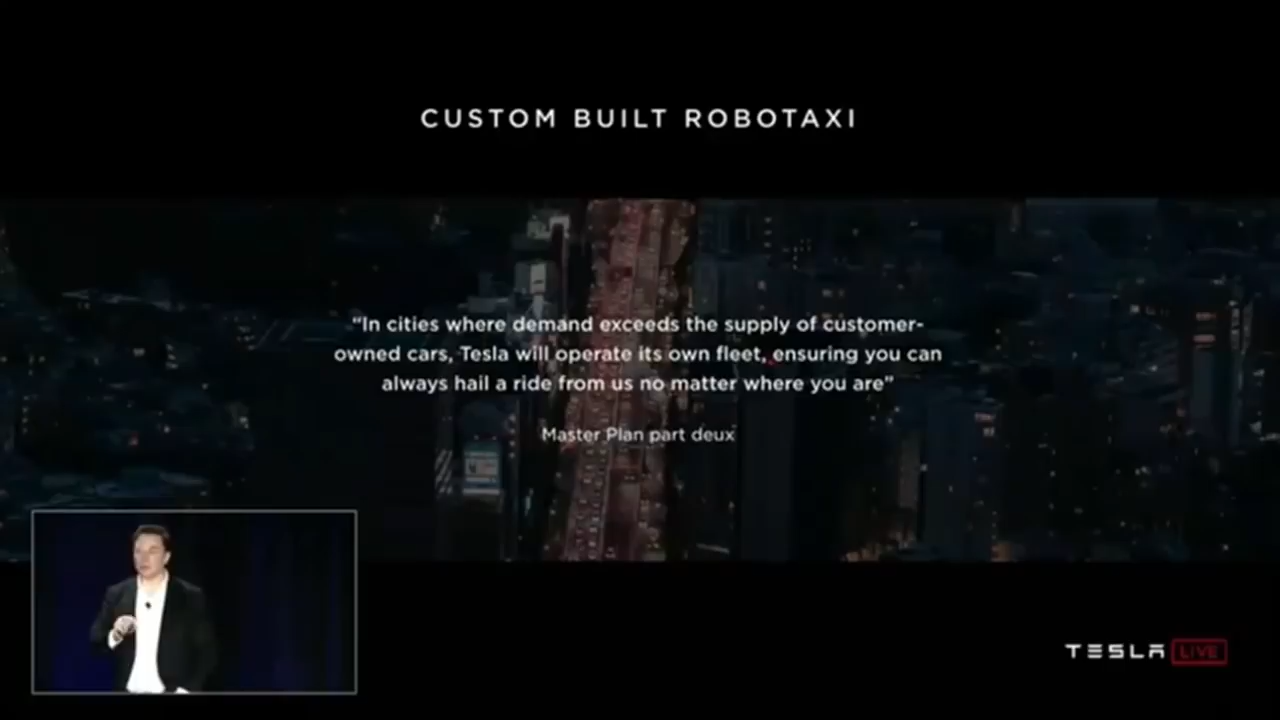 CUSTOM BUILT ROBOTAXI
“In cities where demand exceeds the supply of customer-
owned cars, Tesla will operate its own fleet, ensuring you can
always hail a ride from us no matter where you are”
Master Plan part deux
TESLA LIVE